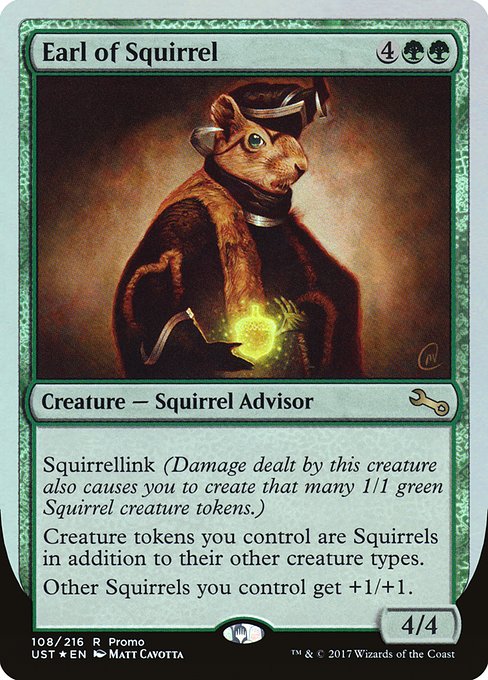 Earl of Squirrel 4
Creature — Squirrel Advisor
Squirrellink (Damage dealt by this creature
also causes you to create that many 1/1 green
Squirrel creature tokens.)
Creature tokens you control are Squirrels
in addition to their other creature types.
Other Squirrels you control get +1/+1.
4/4
108/216 R Promo
UST ★ EN Matt Cavotta
™ & © 2017 Wizards of the Coast